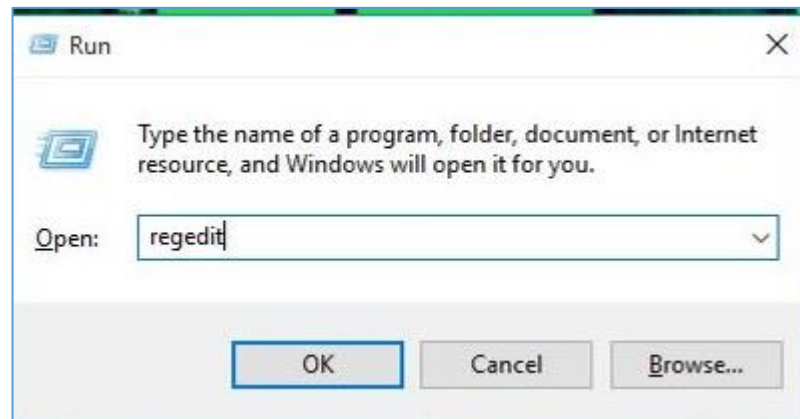 Run
Type the name of a program, folder, document, or Internet
resource, and Windows will open it for you.
Open: regedit
OK Cancel Browse...